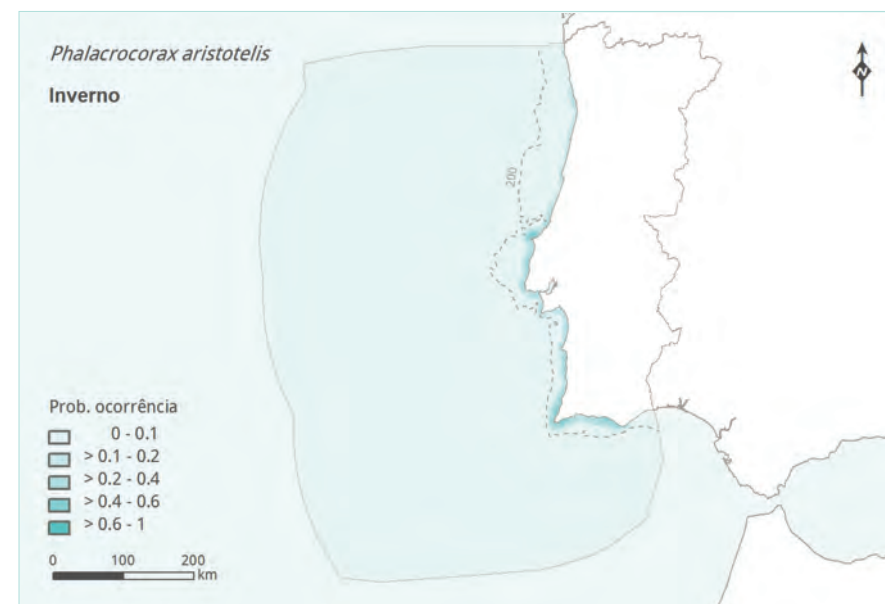 Phalacrocorax aristotelis
Inverno
N
200
Prob. ocorrência
0 - 0.1
> 0.1 - 0.2
> 0.2 - 0.4
> 0.4 - 0.6
> 0.6 - 1
0 100 200
km